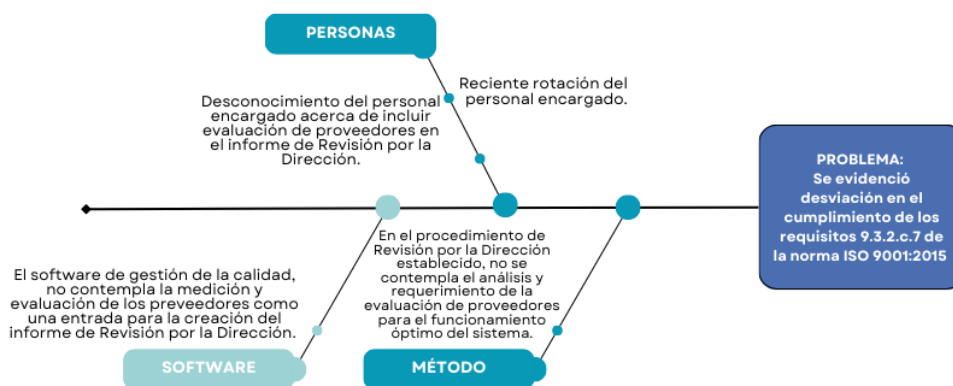 PERSONAS
Reciente rotación del
personal encargado.
Desconocimiento del personal
encargado acerca de incluir
evaluación de proveedores en
el informe de Revisión por la
Dirección.
PROBLEMA:
Se evidenció
desviación en el
cumplimiento de los
requisitos 9.3.2.c.7 de
la norma ISO 9001:2015
El software de gestión de la calidad,
no contempla la medición y
evaluación de los preveedores como
una entrada para la creación del
informe de Revisión por la Dirección.
En el procedimiento de
Revisión por la Dirección
establecido, no se
contempla el análisis y
requerimiento de la
evaluación de proveedores
para el funcionamiento
óptimo del sistema.
SOFTWARE
MÉTODO